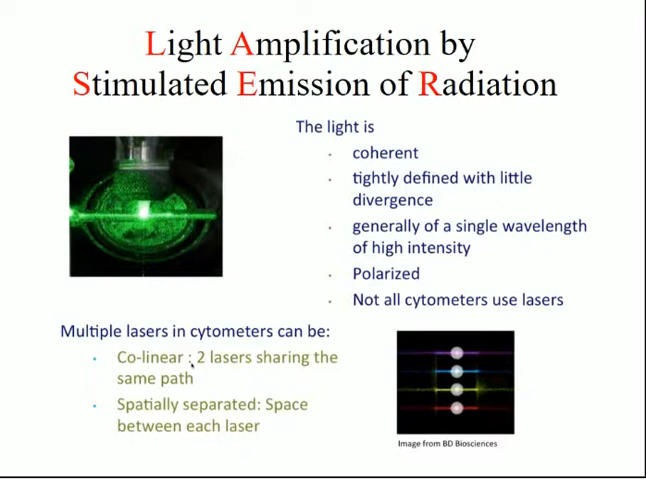 Light Amplification by
Stimulated Emission of Radiation
The light is
• coherent
• tightly defined with little
divergence
• generally of a single wavelength
of high intensity
• Polarized
• Not all cytometers use lasers
Multiple lasers in cytometers can be:
• Co-linear : 2 lasers sharing the
same path
• Spatially separated: Space
between each laser
Image from BD Biosciences